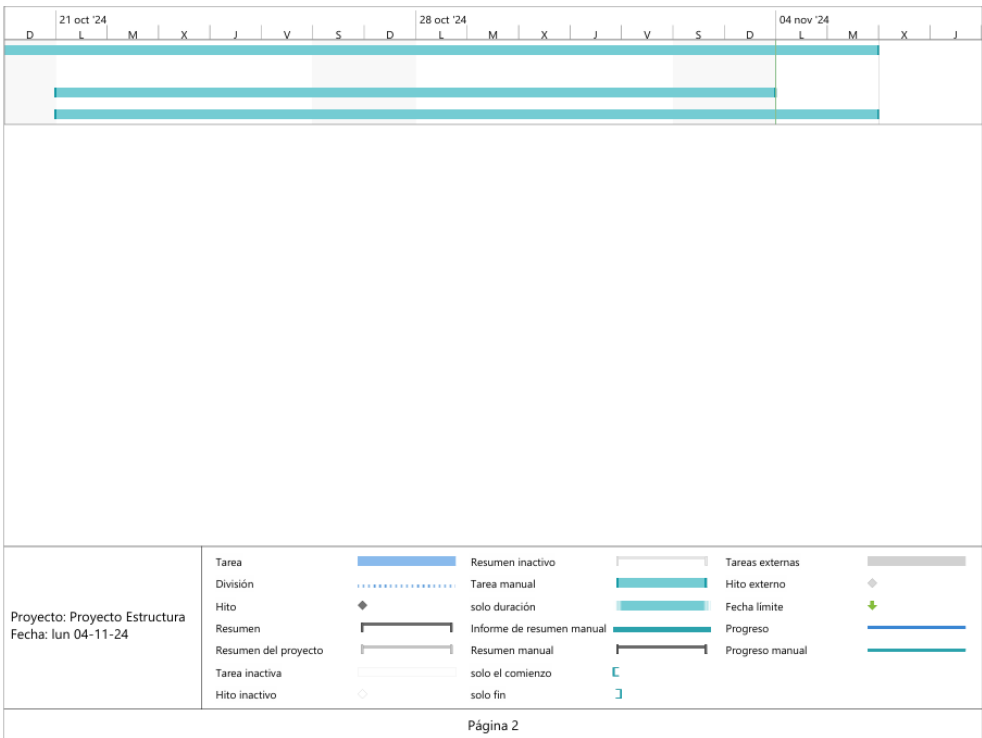 21 oct '24 28 oct '24 04 nov '24
D L M X J V S D L M X J V S D L M X J
Tarea Resumen inactivo Tareas externas
División Tarea manual Hito externo
Hito solo duración Fecha límite
Resumen Informe de resumen manual Progreso
Resumen del proyecto Resumen manual Progreso manual
Tarea inactiva solo el comienzo
Hito inactivo solo fin
Proyecto: Proyecto Estructura
Fecha: lun 04-11-24
Página 2